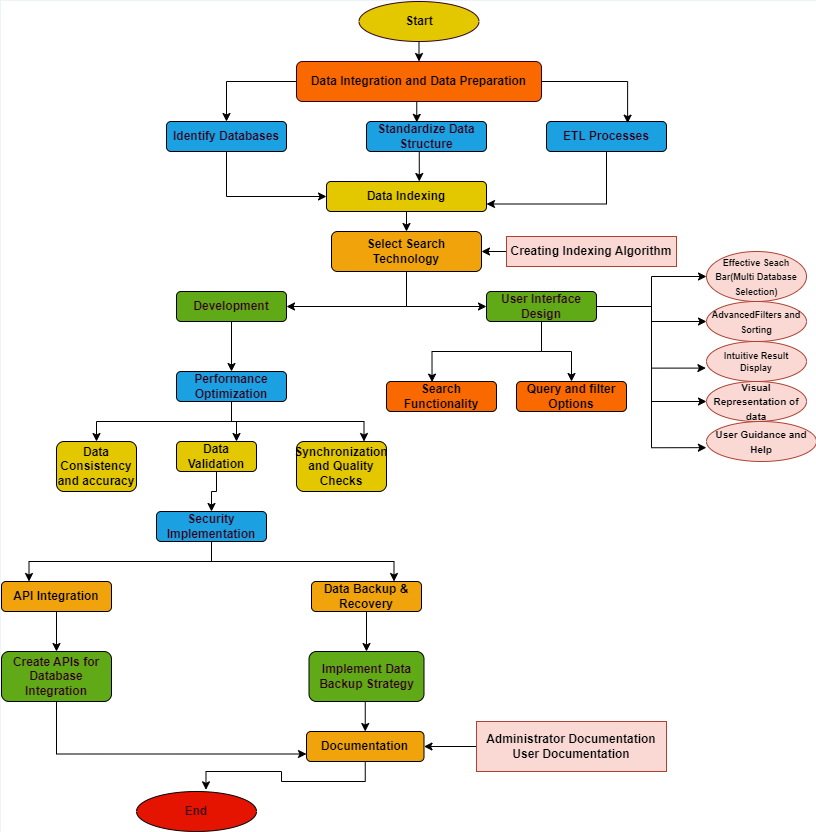 Start
Data Integration and Data Preparation
Identify Databases
Standardize Data
Structure
ETL Processes
Data Indexing
Select Search
Technology
Creating Indexing Algorithm
Effective Seach
Bar(Multi Database
Selection)
Development
User Interface
Design
AdvancedFilters and
Sorting
Intuitive Result
Display
Performance
Optimization
Search
Functionality
Query and filter
Options
Visual
Representation of
data
User Guidance and
Help
Data
Consistency
and accuracy
Data
Validation
Synchronization
and Quality
Checks
Security
Implementation
API Integration
Data Backup &
Recovery
Create APIs for
Database
Integration
Implement Data
Backup Strategy
Documentation
Administrator Documentation
User Documentation
End